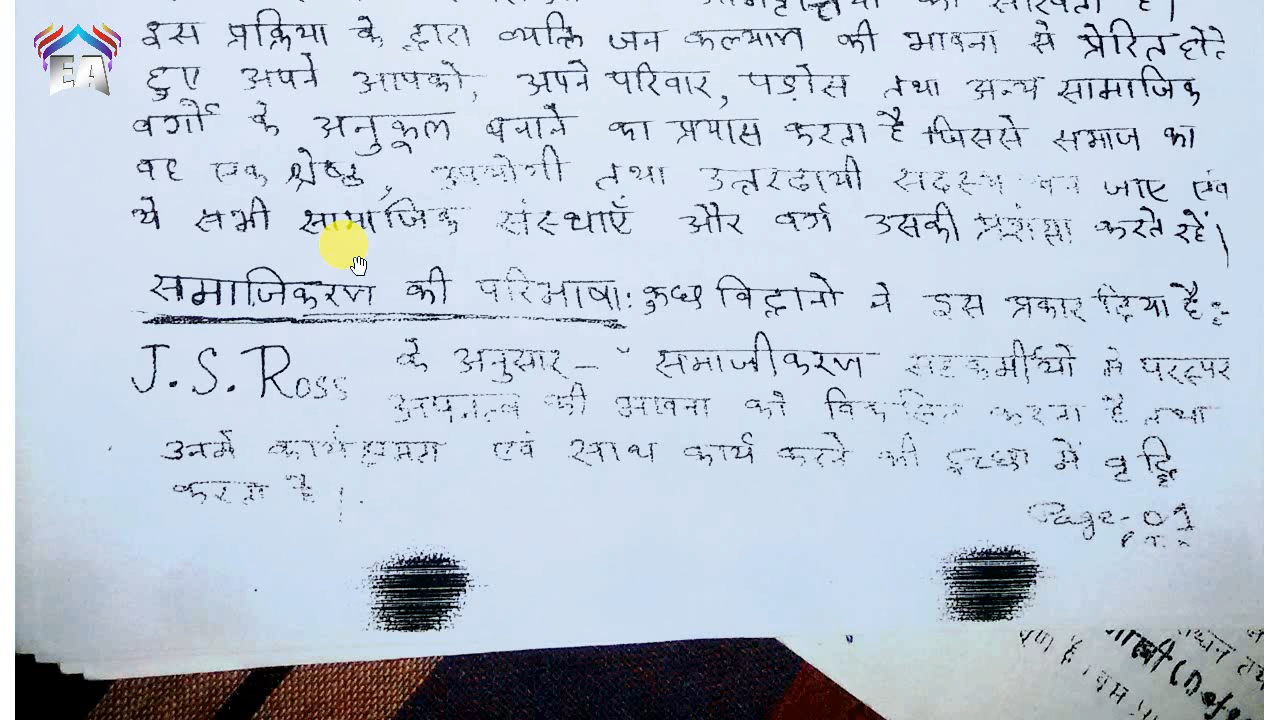 की सीखता है।
इस प्रक्रिया के द्वारा व्यक्ति जन कल्याण की भावना से प्रेरित होते
हुए अपने आपको, अपने परिवार, पड़ोस तथा अन्य सामाजिक
वर्गो के अनुकूल बनाने का प्रयास करता है जिससे समाज का
वह एक श्रेष्ठ, उपयोगी तथा उत्तरदायी सदस्य बन जाए एंव
ये सभी सामाजिक संस्थाएँ और वर्ग उसकी प्रशंसा करते रहें।
समाजिकरण की परिभाषा: कुछ विद्वानो ने इस प्रकार दिया है:-
J.S. Ross के अनुसार - " समाजीकरण सहकर्मीयों में परस्पर
अपनत्व की भावना को विकसित करता है तथा
उनमें कार्यक्षमता एवं साथ कार्य करने की इच्छा में वृद्धि
करता है।
Page-01
EA